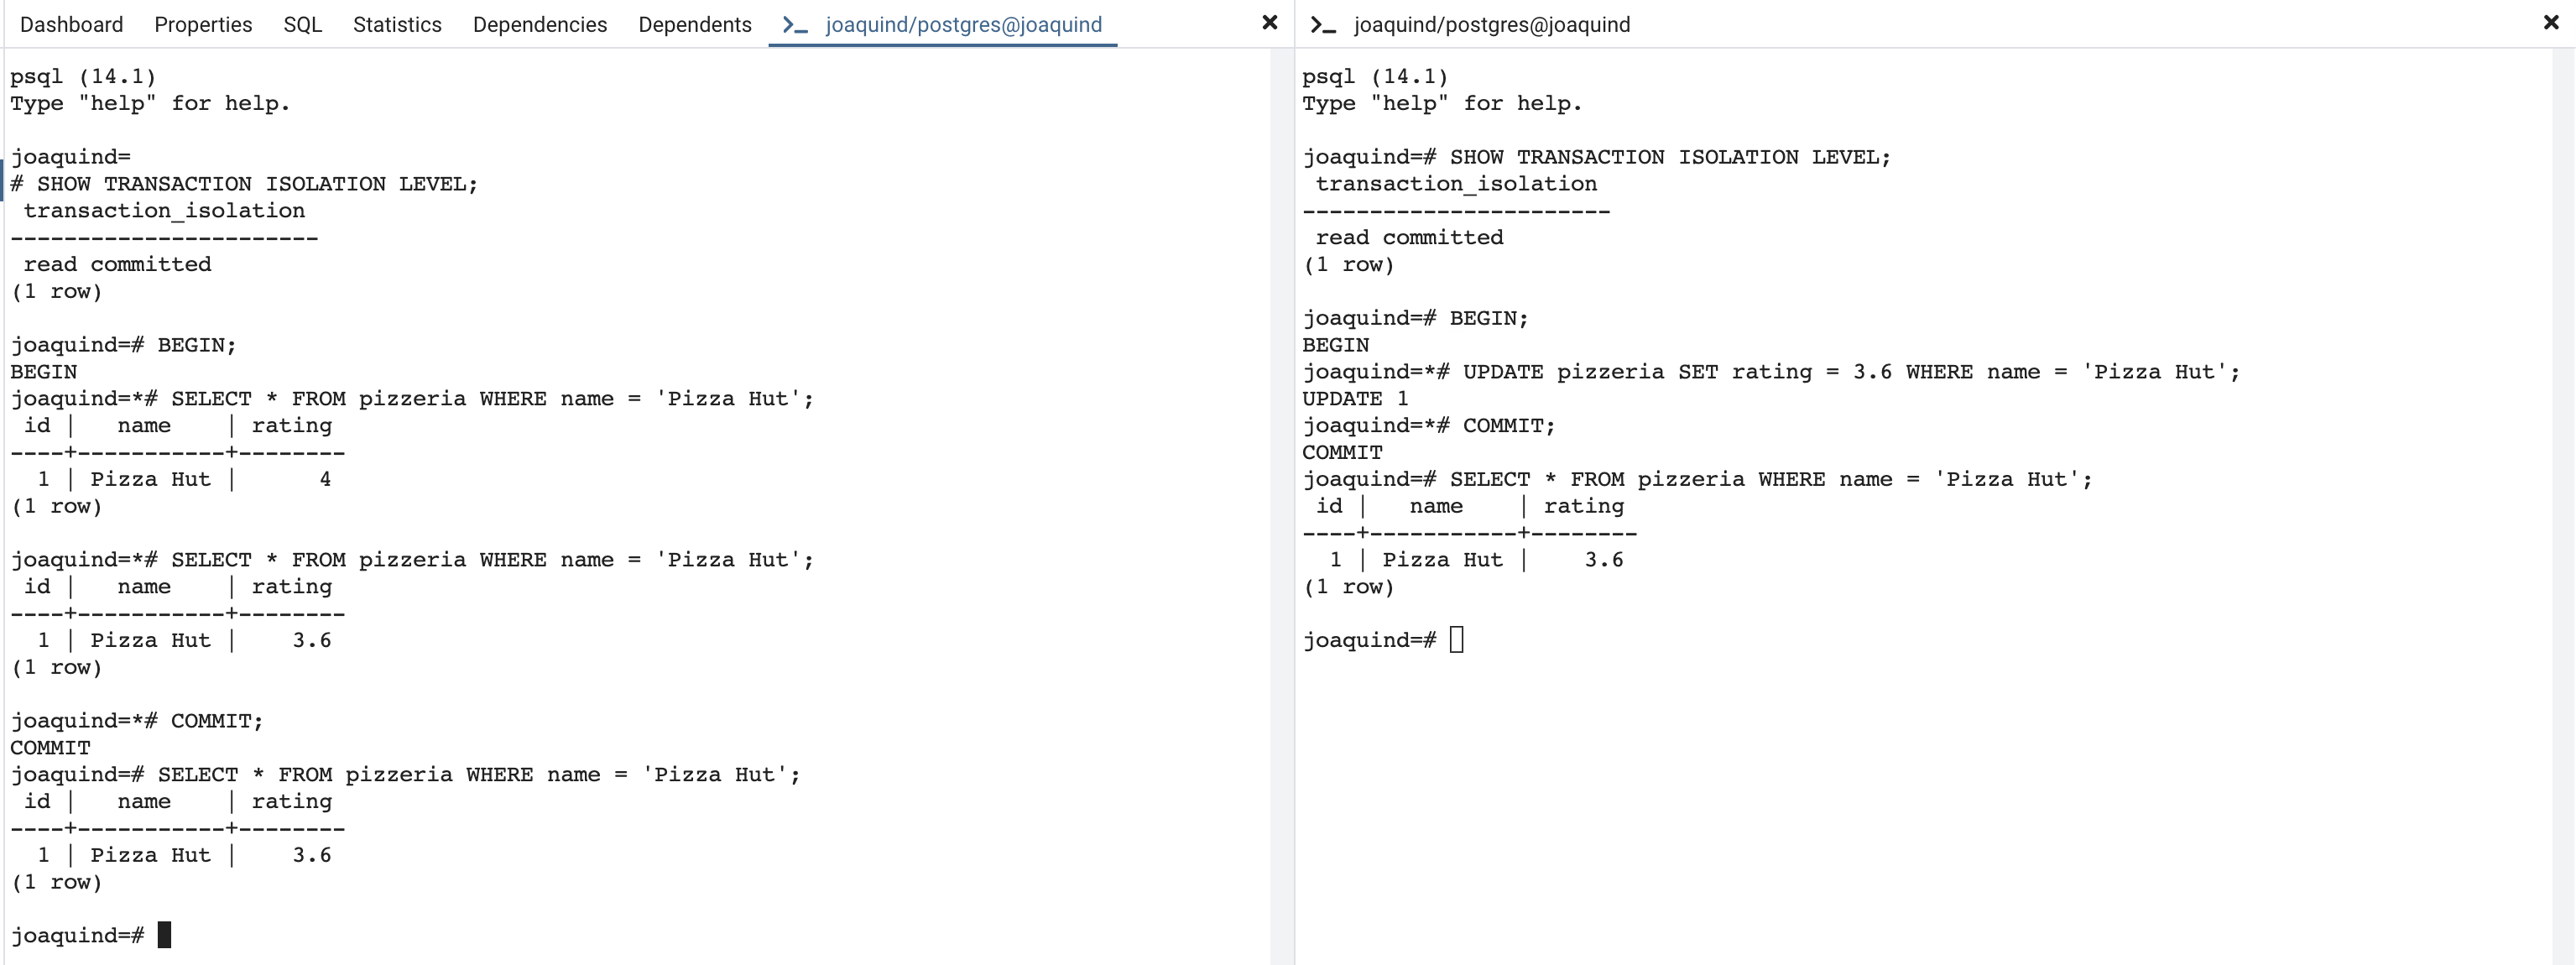 Dashboard Properties SQL Statistics Dependencies Dependents >_ joaquind/postgres@joaquind ×
psql (14.1)
Type "help" for help.
joaquind=
# SHOW TRANSACTION ISOLATION LEVEL;
 transaction_isolation
-----------------------
 read committed
(1 row)
joaquind=# BEGIN;
BEGIN
joaquind=*# SELECT * FROM pizzeria WHERE name = 'Pizza Hut';
 id |   name    | rating
----+-----------+--------
  1 | Pizza Hut |      4
(1 row)
joaquind=*# SELECT * FROM pizzeria WHERE name = 'Pizza Hut';
 id |   name    | rating
----+-----------+--------
  1 | Pizza Hut |    3.6
(1 row)
joaquind=*# COMMIT;
COMMIT
joaquind=# SELECT * FROM pizzeria WHERE name = 'Pizza Hut';
 id |   name    | rating
----+-----------+--------
  1 | Pizza Hut |    3.6
(1 row)
joaquind=#
>_ joaquind/postgres@joaquind ×
psql (14.1)
Type "help" for help.
joaquind=# SHOW TRANSACTION ISOLATION LEVEL;
 transaction_isolation
-----------------------
 read committed
(1 row)
joaquind=# BEGIN;
BEGIN
joaquind=*# UPDATE pizzeria SET rating = 3.6 WHERE name = 'Pizza Hut';
UPDATE 1
joaquind=*# COMMIT;
COMMIT
joaquind=# SELECT * FROM pizzeria WHERE name = 'Pizza Hut';
 id |   name    | rating
----+-----------+--------
  1 | Pizza Hut |    3.6
(1 row)
joaquind=#